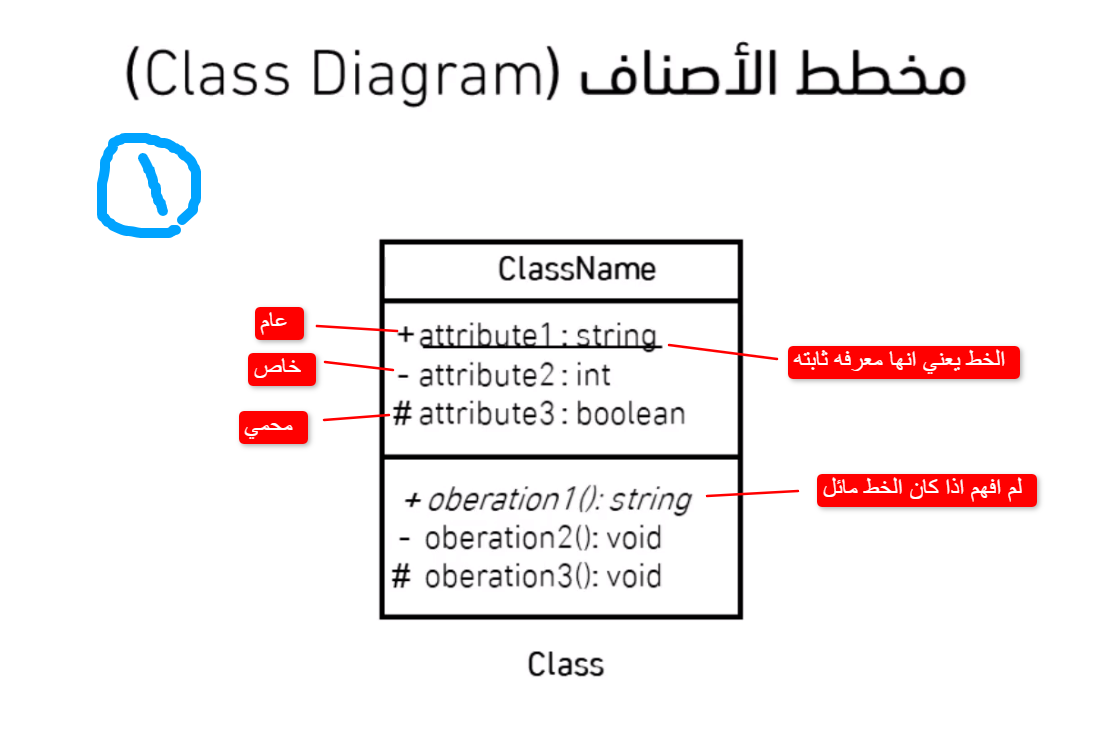 مخطط الأصناف (Class Diagram)
١
ClassName
عام
+ attribute1 : string
الخط يعني انها معرفه ثابته
خاص
- attribute2 : int
محمي
# attribute3 : boolean
+ oberation1(): string
لم افهم اذا كان الخط مائل
- oberation2(): void
# oberation3(): void
Class